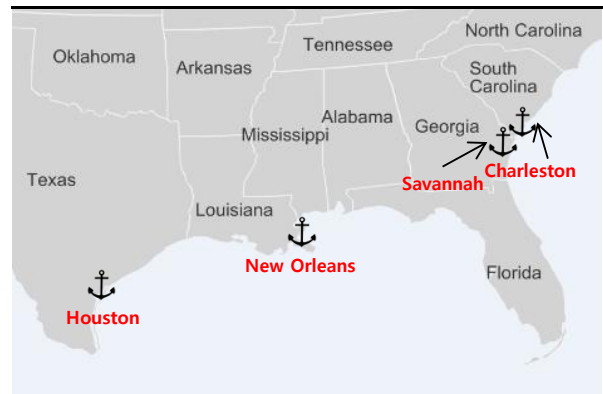 North Carolina
Tennessee
Oklahoma
Arkansas
South
Carolina
Alabama
Georgia
Mississippi
Charleston
Savannah
Texas
Louisiana
New Orleans
Florida
Houston